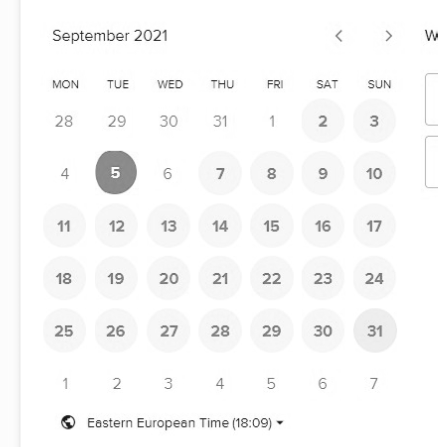 September 2021
W
MON TUE WED THU FRI SAT SUN
28 29 30 31 1 2 3
4 5 6 7 8 9 10
11 12 13 14 15 16 17
18 19 20 21 22 23 24
25 26 27 28 29 30 31
1 2 3 4 5 6 7
Eastern European Time (18:09)